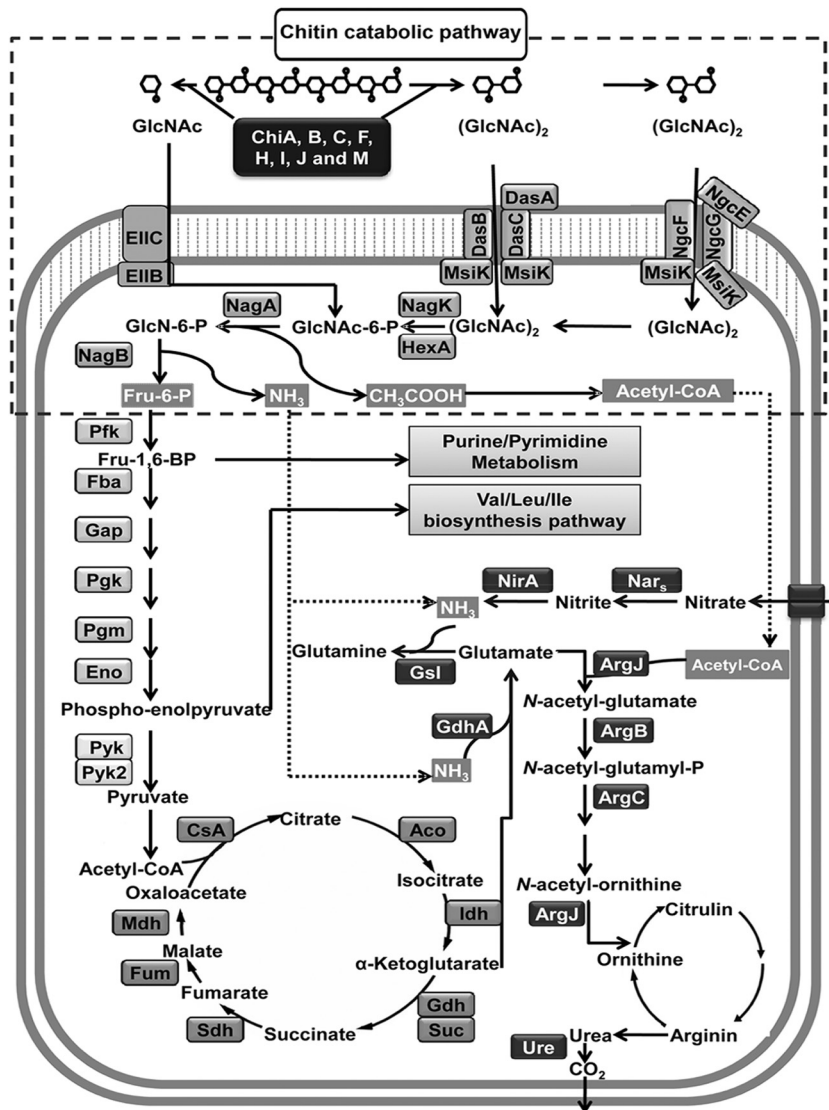 Chitin catabolic pathway
GlcNAc
ChiA, B, C, F,
H, I, J and M
(GlcNAc)2
(GlcNAc)2
EIIC
EIIB
DasA
DasB
DasC
MsiK
MsiK
NgcE
NgcF
NgcG
MsiK
MsiK
NagA
NagK
GlcN-6-P
GlcNAc-6-P
(GlcNAc)2
(GlcNAc)2
HexA
NagB
Fru-6-P
NH3
CH3COOH
Acetyl-CoA
Pfk
Fru-1,6-BP
Purine/Pyrimidine
Metabolism
Fba
Val/Leu/Ile
biosynthesis pathway
Gap
Pgk
NirA
Nars
NH3
Nitrite
Nitrate
Pgm
Glutamine
Glutamate
ArgJ
Acetyl-CoA
Eno
GsI
N-acetyl-glutamate
Phospho-enolpyruvate
GdhA
ArgB
Pyk
Pyk2
NH3
N-acetyl-glutamyl-P
Pyruvate
ArgC
CsA
Citrate
Aco
Acetyl-CoA
Oxaloacetate
Isocitrate
N-acetyl-ornithine
Idh
ArgJ
Citrulin
Mdh
Malate
α-Ketoglutarate
Ornithine
Fum
Fumarate
Gdh
Sdh
Succinate
Suc
Ure
Urea
Arginin
CO2